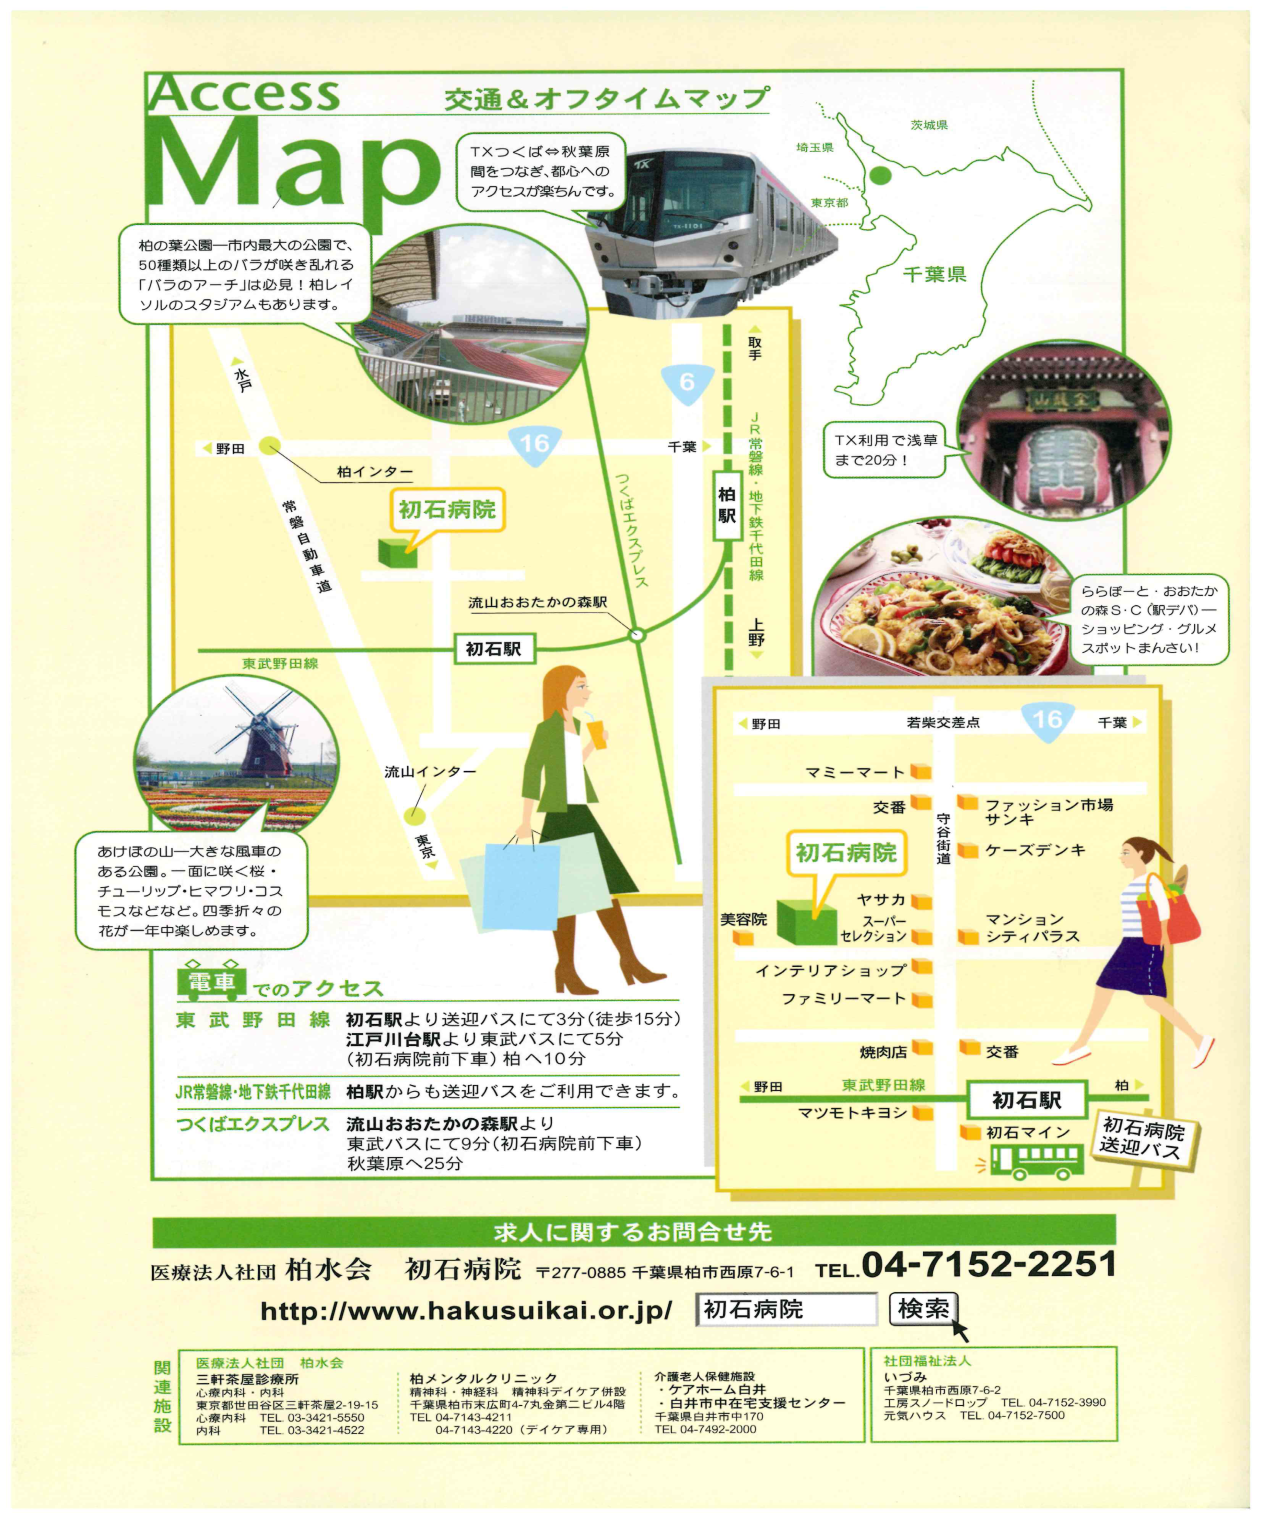 Access
Map
交通＆オフタイムマップ
TXつくば⇔秋葉原
間をつなぎ、都心への
アクセスが楽ちんです。
TX
茨城県
埼玉県
東京都
千葉県
柏の葉公園―市内最大の公園で、
50種類以上のバラが咲き乱れる
「バラのアーチ」は必見！柏レイ
ソルのスタジアムもあります。
水戸
取手
6
16
野田
千葉
柏インター
JR常磐線・地下鉄千代田線
つくばエクスプレス
柏駅
初石病院
常磐自動車道
流山おおたかの森駅
初石駅
上野
東武野田線
流山インター
東京
TX利用で浅草
まで20分！
金龍山
ららぽーと・おおたか
の森S・C（駅デパ）―
ショッピング・グルメ
スポットまんさい！
あけぼの山―大きな風車の
ある公園。一面に咲く桜・
チューリップ・ヒマワリ・コス
モスなどなど。四季折々の
花が一年中楽しめます。
野田
若柴交差点
16
千葉
マミーマート
交番
ファッション市場
サンキ
守谷街道
ケーズデンキ
初石病院
ヤサカ
美容院
スーパー
セレクション
マンション
シティパラス
インテリアショップ
ファミリーマート
焼肉店
交番
野田
東武野田線
初石駅
柏
マツモトキヨシ
初石マイン
初石病院
送迎バス
電車でのアクセス
東武野田線 初石駅より送迎バスにて3分（徒歩15分）
江戸川台駅より東武バスにて5分
（初石病院前下車）柏へ10分
JR常磐線・地下鉄千代田線 柏駅からも送迎バスをご利用できます。
つくばエクスプレス 流山おおたかの森駅より
東武バスにて9分（初石病院前下車）
秋葉原へ25分
求人に関するお問合せ先
医療法人社団 柏水会 初石病院 〒277-0885 千葉県柏市西原7-6-1 TEL.04-7152-2251
http://www.hakusuikai.or.jp/ 初石病院 検索
関連施設
医療法人社団 柏水会
三軒茶屋診療所
心療内科・内科
東京都世田谷区三軒茶屋2-19-15
心療内科 TEL. 03-3421-5550
内科 TEL. 03-3421-4522
柏メンタルクリニック
精神科・神経科 精神科デイケア併設
千葉県柏市末広町4-7丸金第二ビル4階
TEL 04-7143-4211
04-7143-4220（デイケア専用）
介護老人保健施設
・ケアホーム白井
・白井市中在宅支援センター
千葉県白井市中170
TEL 04-7492-2000
社団福祉法人
いづみ
千葉県柏市西原7-6-2
工房スノードロップ TEL. 04-7152-3990
元気ハウス TEL. 04-7152-7500